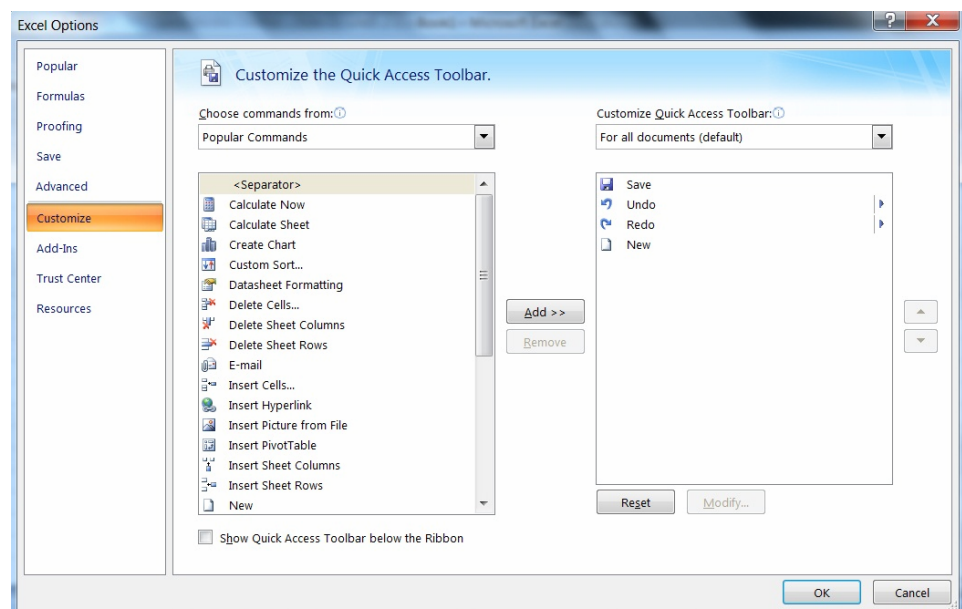 Book1 - Microsoft Excel
Excel Options
?
X
Popular
Formulas
Proofing
Save
Advanced
Customize
Add-Ins
Trust Center
Resources
Customize the Quick Access Toolbar.
Choose commands from:
Popular Commands
<Separator>
Calculate Now
Calculate Sheet
Create Chart
Custom Sort...
Datasheet Formatting
Delete Cells...
Delete Sheet Columns
Delete Sheet Rows
E-mail
Insert Cells...
Insert Hyperlink
Insert Picture from File
Insert PivotTable
Insert Sheet Columns
Insert Sheet Rows
New
Show Quick Access Toolbar below the Ribbon
Add >>
Remove
Customize Quick Access Toolbar:
For all documents (default)
Save
Undo
Redo
New
Reset
Modify...
OK
Cancel